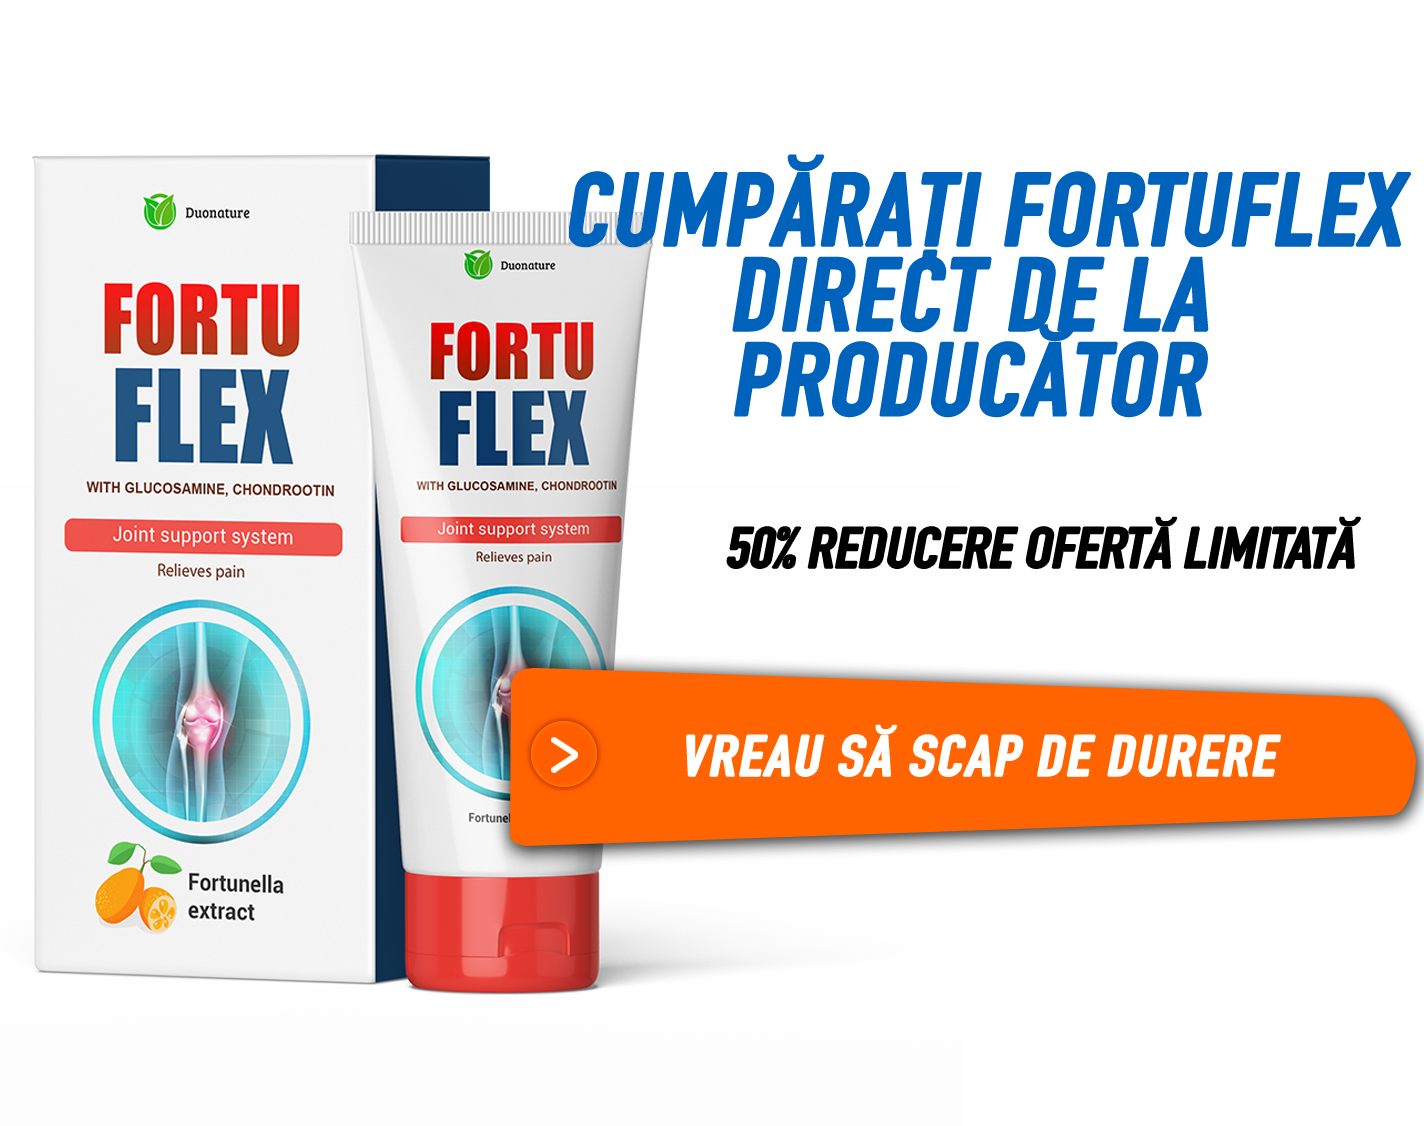 Duonature
FORTU
FLEX
WITH GLUCOSAMINE, CHONDROOTIN
Joint support system
Relieves pain
Fortunella
extract
Duonature
FORTU
FLEX
WITH GLUCOSAMINE, CHONDROOTIN
Joint support system
Relieves pain
CUMPĂRAȚI FORTUFLEX
DIRECT DE LA
PRODUCĂTOR
50% REDUCERE OFERTĂ LIMITATĂ
VREAU SĂ SCAP DE DURERE